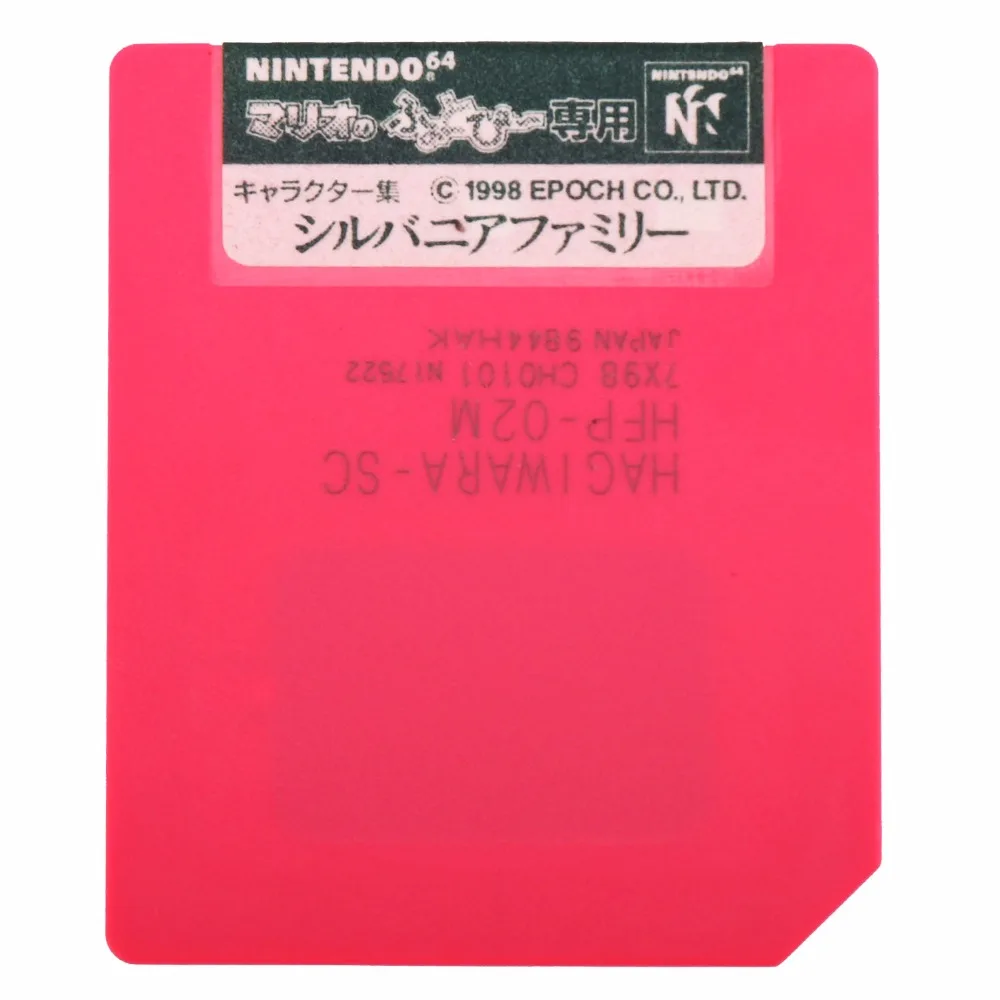 NINTENDO64
マリオのふぉとぴー専用
NINTENDO64
キャラクター集 © 1998 EPOCH CO., LTD.
シルバニアファミリー
HAGIWARA-SC
HFP-02M
7X98 CH0101 N17522
JAPAN 9844HAK